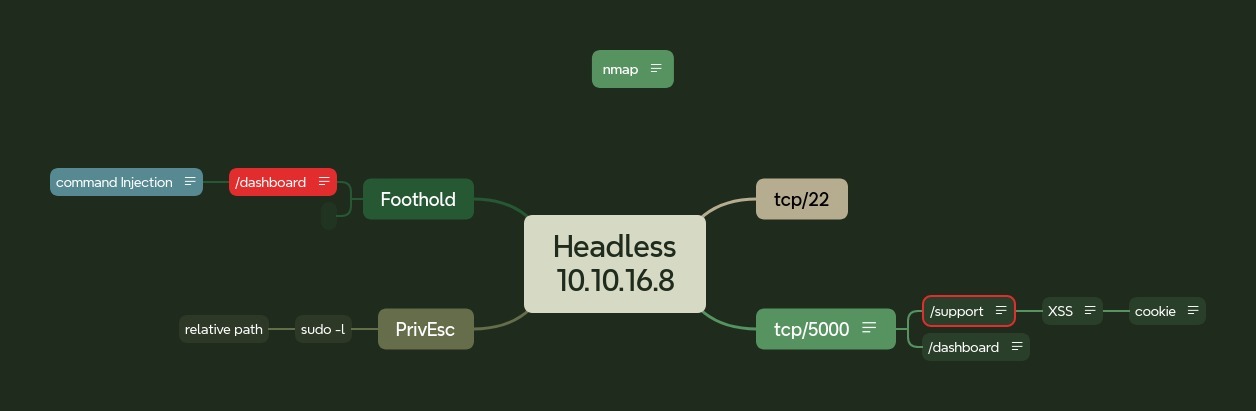 nmap
command Injection
/dashboard
Foothold
tcp/22
Headless
10.10.16.8
relative path
sudo -l
PrivEsc
tcp/5000
/support
XSS
cookie
/dashboard